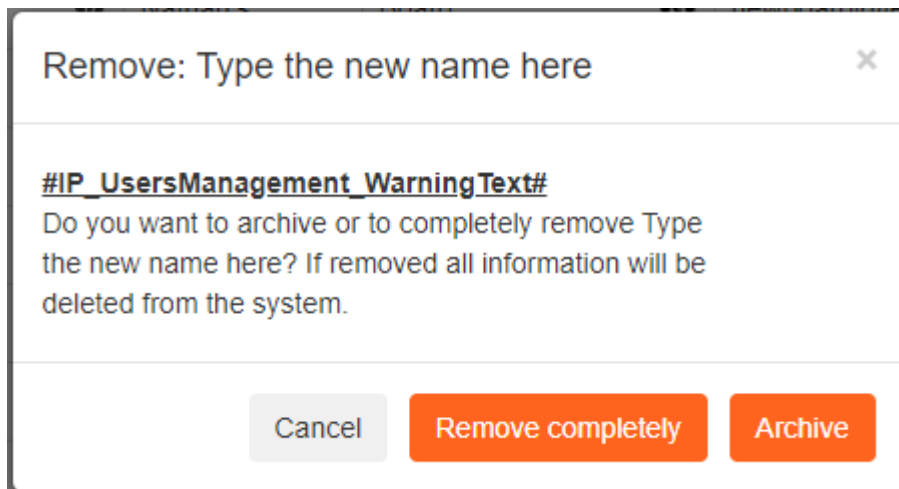 Remove: Type the new name here
×
#IP_UsersManagement_WarningText#
Do you want to archive or to completely remove Type
the new name here? If removed all information will be
deleted from the system.
Cancel
Remove completely
Archive